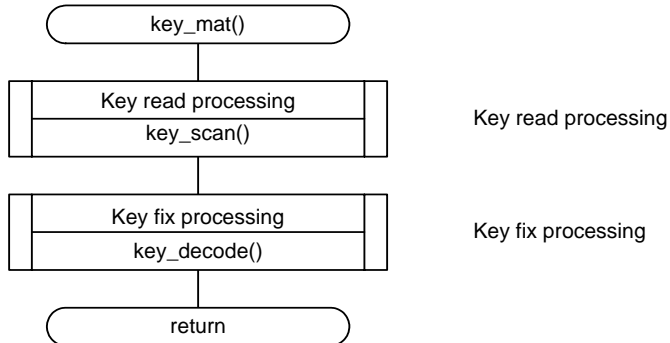 key_mat()
Key read processing
key_scan()
Key read processing
Key fix processing
key_decode()
Key fix processing
return